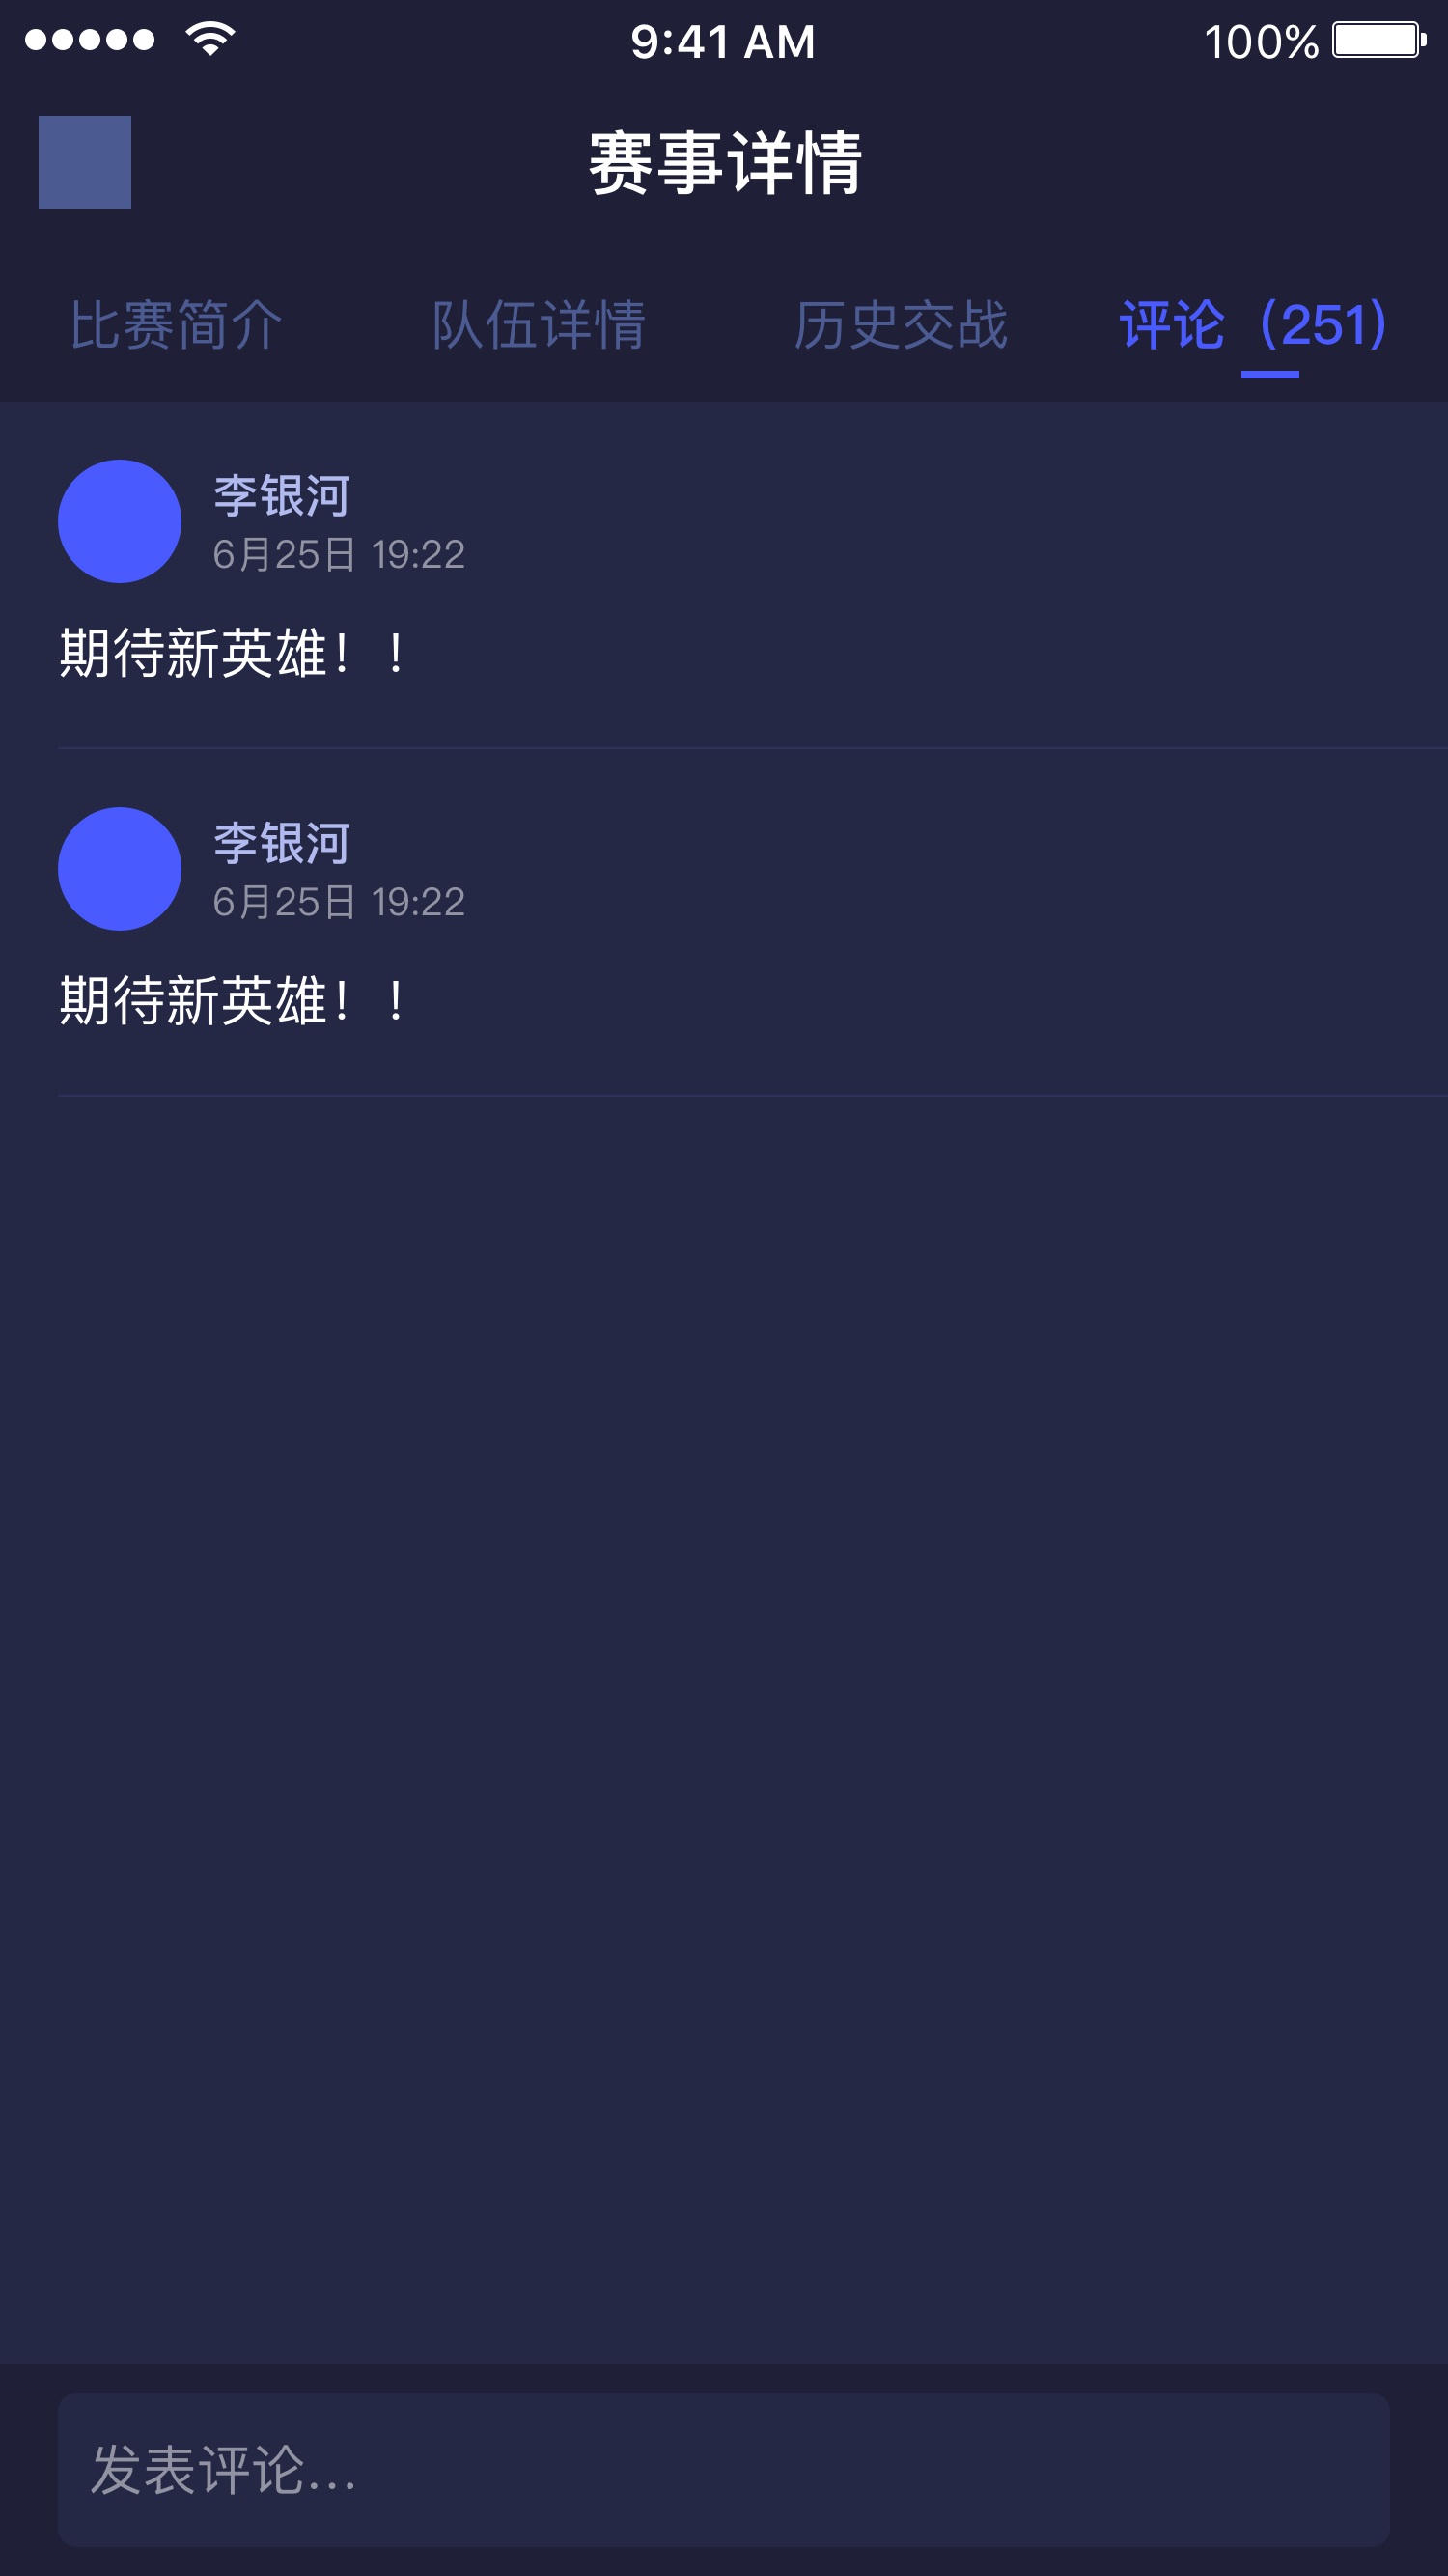 9:41 AM 100%
赛事详情
比赛简介 队伍详情 历史交战 评论（251）
李银河
6月25日 19:22
期待新英雄！！
李银河
6月25日 19:22
期待新英雄！！
发表评论...